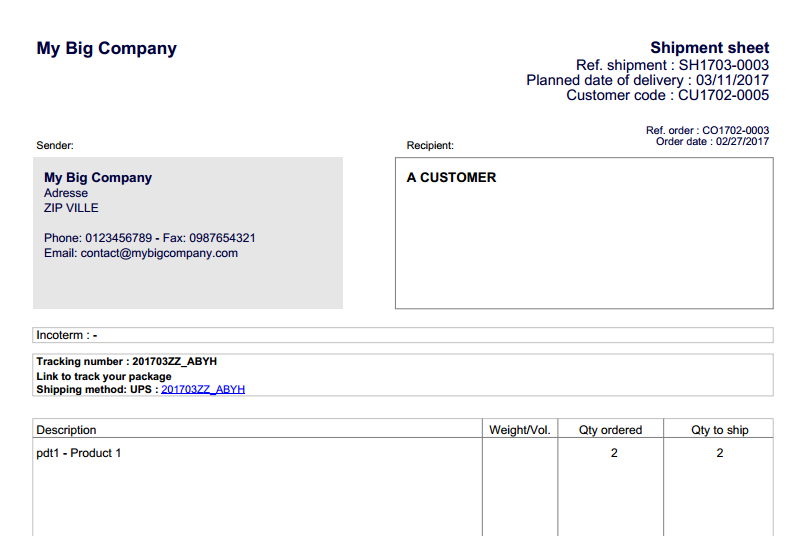 My Big Company
Shipment sheet
Ref. shipment : SH1703-0003
Planned date of delivery : 03/11/2017
Customer code : CU1702-0005
Ref. order : CO1702-0003
Order date : 02/27/2017
Sender:
Recipient:
My Big Company
Adresse
ZIP VILLE
Phone: 0123456789 - Fax: 0987654321
Email: contact@mybigcompany.com
A CUSTOMER
Incoterm : -
Tracking number : 201703ZZ_ABYH
Link to track your package
Shipping method: UPS : 201703ZZ_ABYH
Description Weight/Vol. Qty ordered Qty to ship
pdt1 - Product 1 2 2